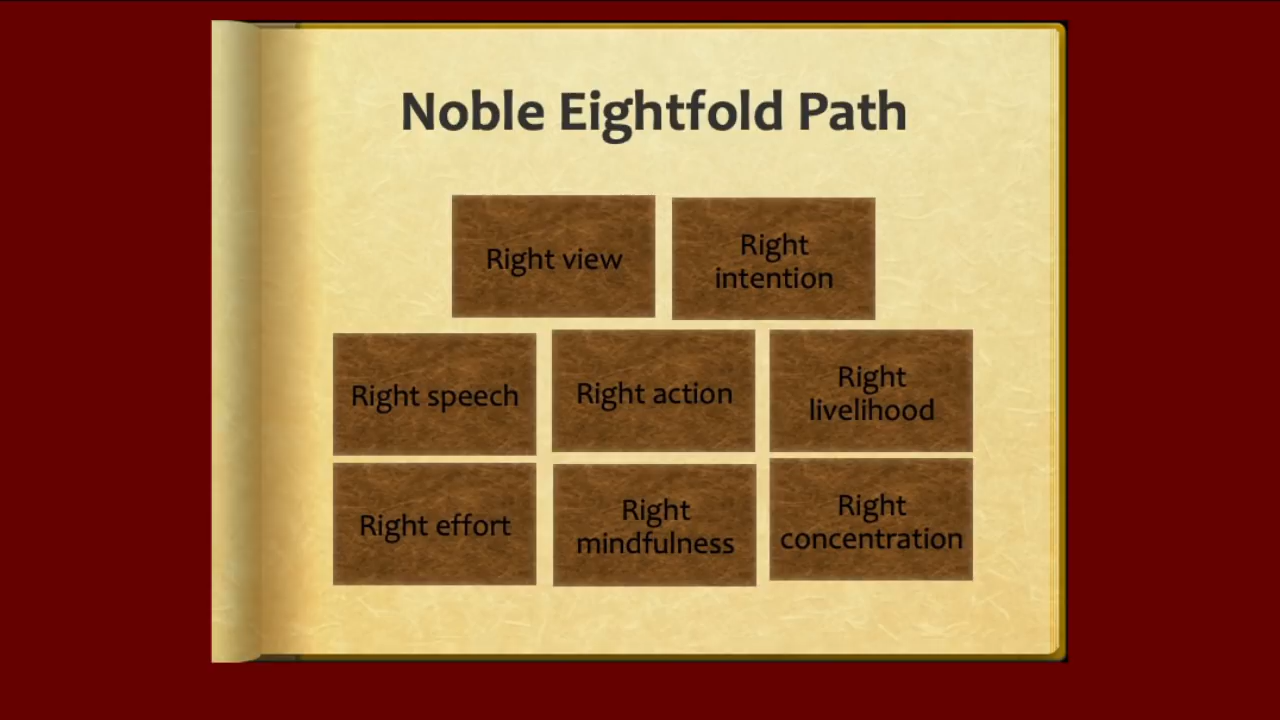 Noble Eightfold Path
Right view
Right
intention
Right speech
Right action
Right
livelihood
Right effort
Right
mindfulness
Right
concentration